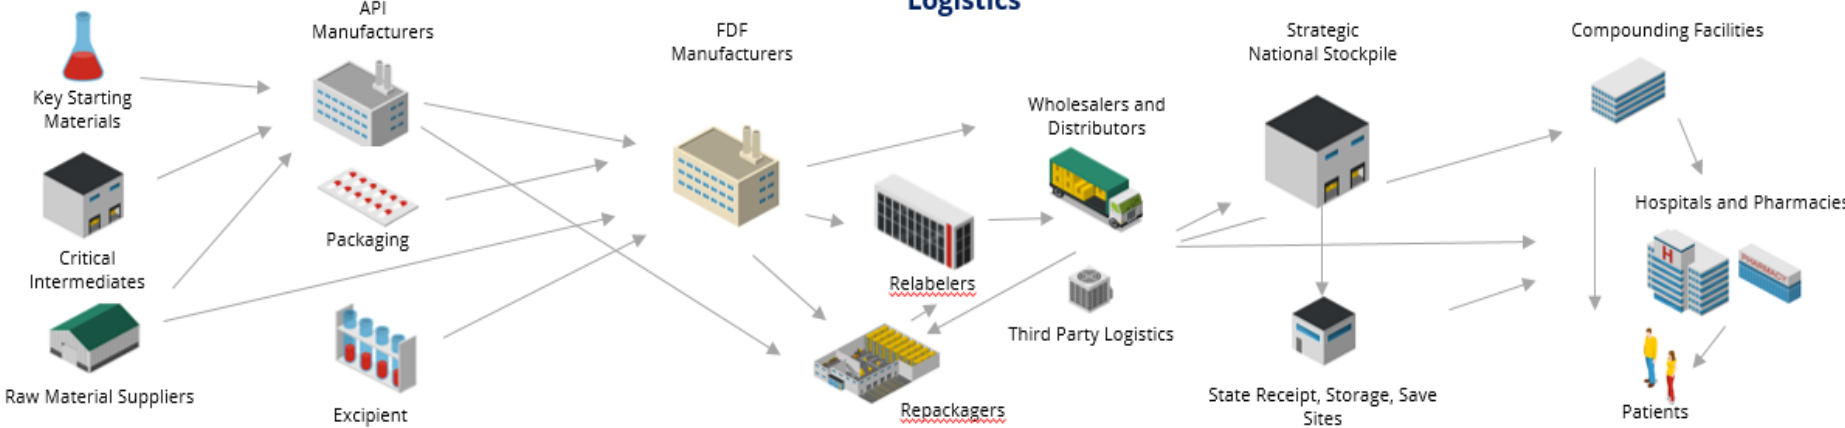 Logistics
API
Manufacturers
FDF
Manufacturers
Strategic
National Stockpile
Compounding Facilities
Key Starting
Materials
Wholesalers and
Distributors
Hospitals and Pharmacies
Packaging
Critical
Intermediates
H
PHARMACY
Relabelers
Third Party Logistics
Raw Material Suppliers
Excipient
Repackagers
State Receipt, Storage, Save
Sites
Patients